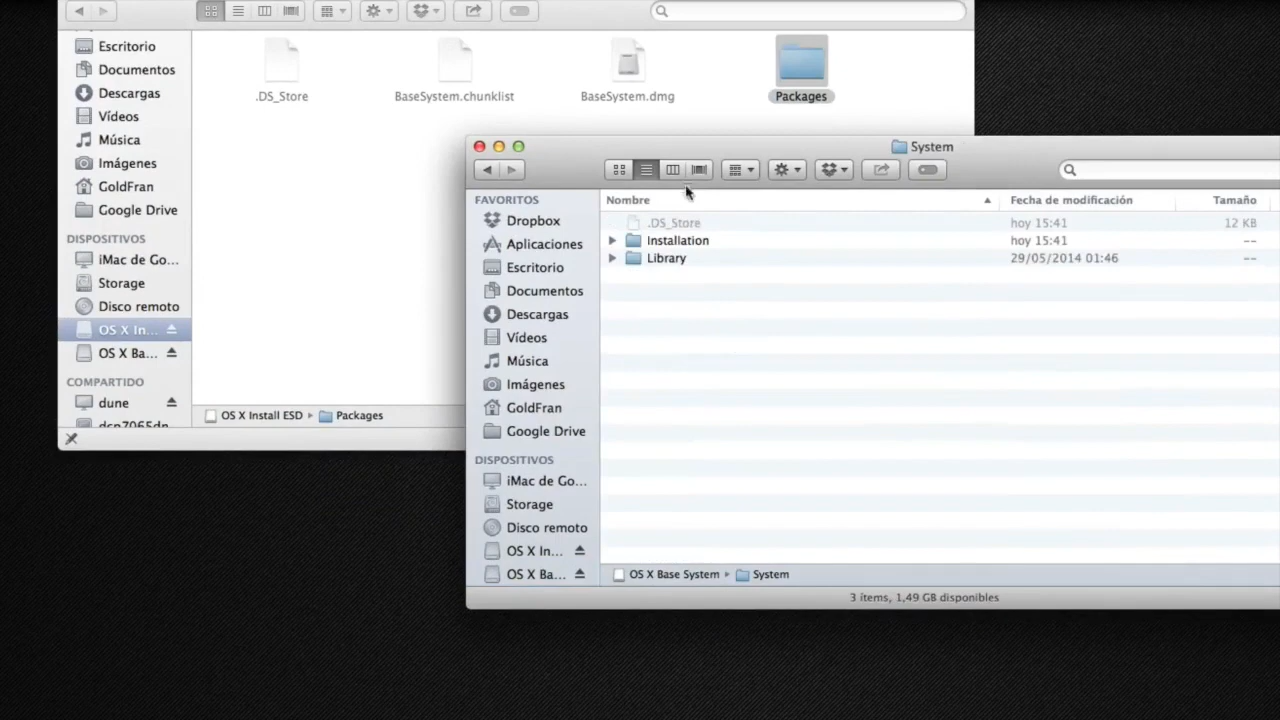 Escritorio
Documentos
Descargas
Vídeos
Música
Imágenes
GoldFran
Google Drive
DISPOSITIVOS
iMac de Go...
Storage
Disco remoto
OS X In...
OS X Ba...
COMPARTIDO
dune
dcp7065dn
.DS_Store
BaseSystem.chunklist
BaseSystem.dmg
Packages
OS X Install ESD ▸ Packages
System
FAVORITOS
Dropbox
Aplicaciones
Escritorio
Documentos
Descargas
Vídeos
Música
Imágenes
GoldFran
Google Drive
DISPOSITIVOS
iMac de Go...
Storage
Disco remoto
OS X In...
OS X Ba...
Nombre Fecha de modificación Tamaño
.DS_Store hoy 15:41 12 KB
Installation hoy 15:41 --
Library 29/05/2014 01:46 --
OS X Base System ▸ System
3 ítems, 1,49 GB disponibles